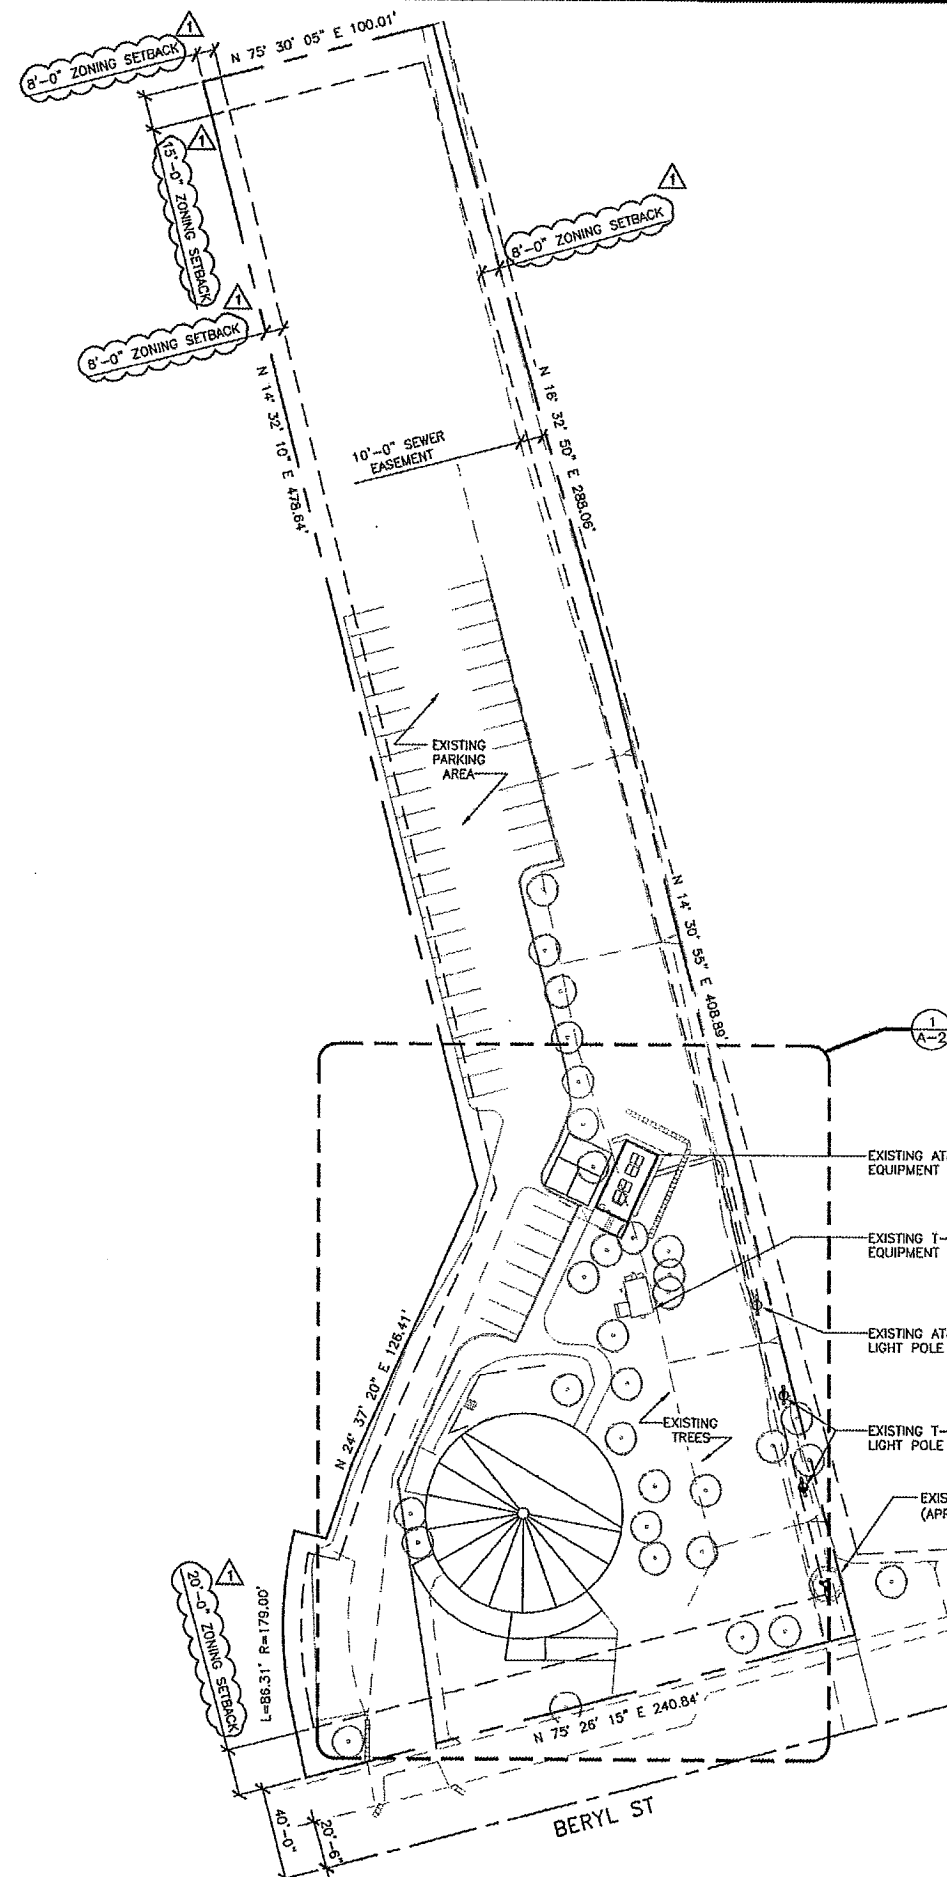 1
N 75° 30' 05" E 100.01'
8'-0" ZONING SETBACK
1
15'-0" ZONING SETBACK
1
8'-0" ZONING SETBACK
1
8'-0" ZONING SETBACK
N 14° 32' 10" E 478.64'
N 16° 32' 50" E 288.06'
10'-0" SEWER
EASEMENT
EXISTING
PARKING
AREA
N 14° 30' 55" E 408.89'
1
A-2
EXISTING AT
EQUIPMENT
EXISTING T-
EQUIPMENT
EXISTING AT
LIGHT POLE
N 24° 37' 20" E 126.41'
EXISTING
TREES
EXISTING T-
LIGHT POLE
EXIS
(APP
1
20'-0" ZONING SETBACK
L=86.31' R=179.00'
N 75° 26' 15" E 240.84'
40'-0"
20'-6"
BERYL ST